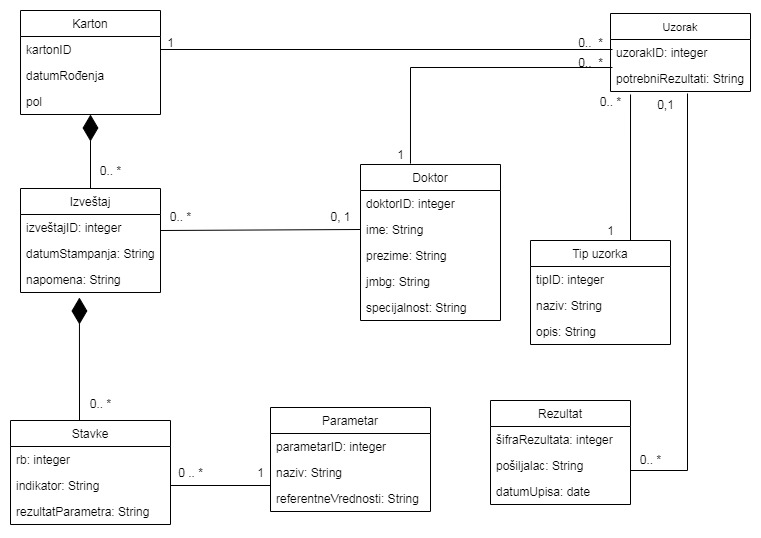 Karton
kartonID
datumRođenja
pol
1
0.. *
Uzorak
uzorakID: integer
potrebniRezultati: String
0.. *
0.. *
0,1
0.. *
1
Izveštaj
izveštajID: integer
datumStampanja: String
napomena: String
0.. *
0, 1
Doktor
doktorID: integer
ime: String
prezime: String
jmbg: String
specijalnost: String
1
Tip uzorka
tipID: integer
naziv: String
opis: String
0.. *
Stavke
rb: integer
indikator: String
rezultatParametra: String
0 .. *
1
Parametar
parametarID: integer
naziv: String
referentneVrednosti: String
Rezultat
šifraRezultata: integer
pošiljalac: String
datumUpisa: date
0.. *